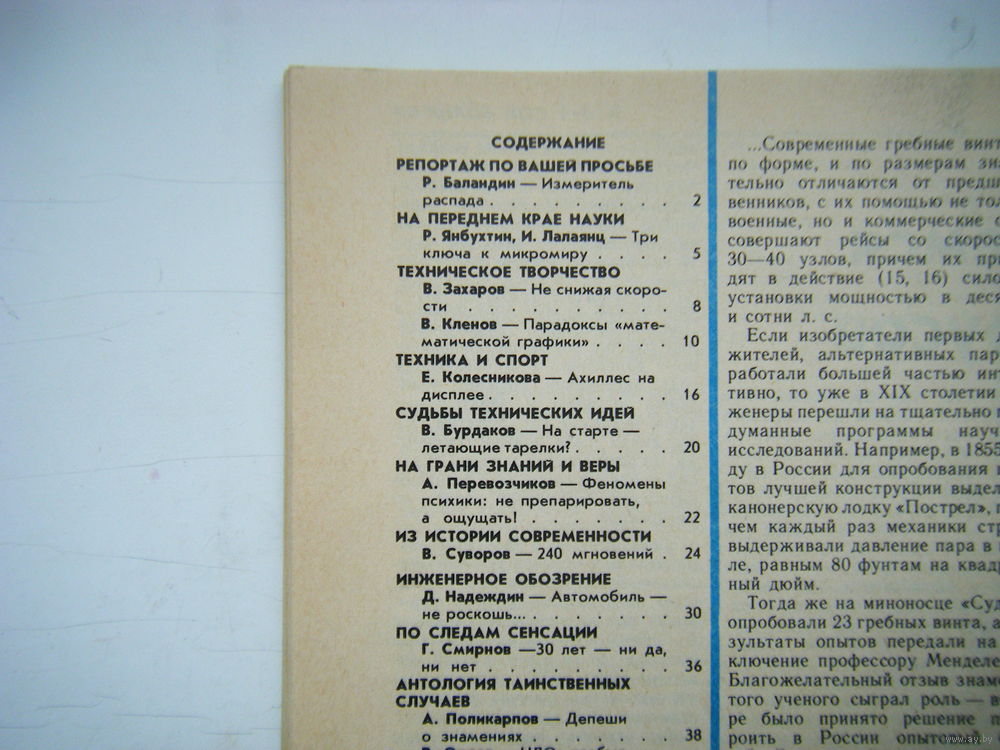 СОДЕРЖАНИЕ
РЕПОРТАЖ ПО ВАШЕЙ ПРОСЬБЕ
Р. Баландин — Измеритель
распада . . . . . . . . . 2
НА ПЕРЕДНЕМ КРАЕ НАУКИ
Р. Янбухтин, И. Лалаянц — Три
ключа к микромиру . . . . 5
ТЕХНИЧЕСКОЕ ТВОРЧЕСТВО
В. Захаров — Не снижая скоро-
сти . . . . . . . . . . 8
В. Кленов — Парадоксы «мате-
матической графики» . . . . 10
ТЕХНИКА И СПОРТ
Е. Колесникова — Ахиллес на
дисплее . . . . . . . . . 16
СУДЬБЫ ТЕХНИЧЕСКИХ ИДЕЙ
В. Бурдаков — На старте —
летающие тарелки? . . . . . 20
НА ГРАНИ ЗНАНИЙ И ВЕРЫ
А. Перевозчиков — Феномены
психики: не препарировать,
а ощущать! . . . . . . . 22
ИЗ ИСТОРИИ СОВРЕМЕННОСТИ
В. Суворов — 240 мгновений . 24
ИНЖЕНЕРНОЕ ОБОЗРЕНИЕ
Д. Надеждин — Автомобиль —
не роскошь... . . . . . . . 30
ПО СЛЕДАМ СЕНСАЦИИ
Г. Смирнов —30 лет — ни да,
ни нет . . . . . . . . . 36
АНТОЛОГИЯ ТАИНСТВЕННЫХ
СЛУЧАЕВ
А. Поликарпов — Депеши
о знамениях . . . . . . . 38
...Современные гребные винт
по форме, и по размерам зна
тельно отличаются от предш
венников, с их помощью не тол
военные, но и коммерческие с
совершают рейсы со скорос
30—40 узлов, причем их при
дят в действие (15, 16) сило
установки мощностью в деся
и сотни л. с.
Если изобретатели первых д
жителей, альтернативных пар
работали большей частью инт
тивно, то уже в XIX столетии
женеры перешли на тщательно п
думанные программы науч
исследований. Например, в 1855
ду в России для опробования
тов лучшей конструкции выдел
канонерскую лодку «Пострел», п
чем каждый раз механики стр
выдерживали давление пара в
ле, равным 80 фунтам на квад
ный дюйм.
Тогда же на миноносце «Суд
опробовали 23 гребных винта, а
зультаты опытов передали на
ключение профессору Менделе
Благожелательный отзыв знаме
того ученого сыграл роль — в
ре было принято решение п
роить в России опыто
www.ay.by